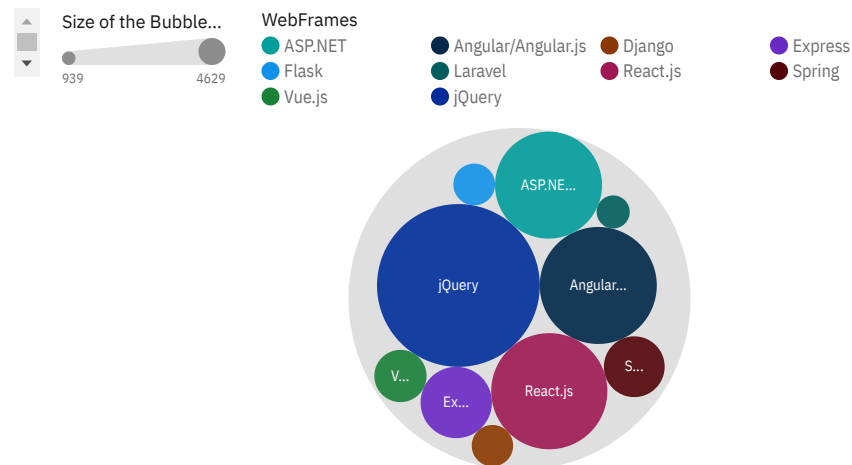 Size of the Bubble...
939 4629
WebFrames
ASP.NET Angular/Angular.js Django Express
Flask Laravel React.js Spring
Vue.js jQuery
ASP.NE...
jQuery Angular...
S...
V...
React.js
Ex...